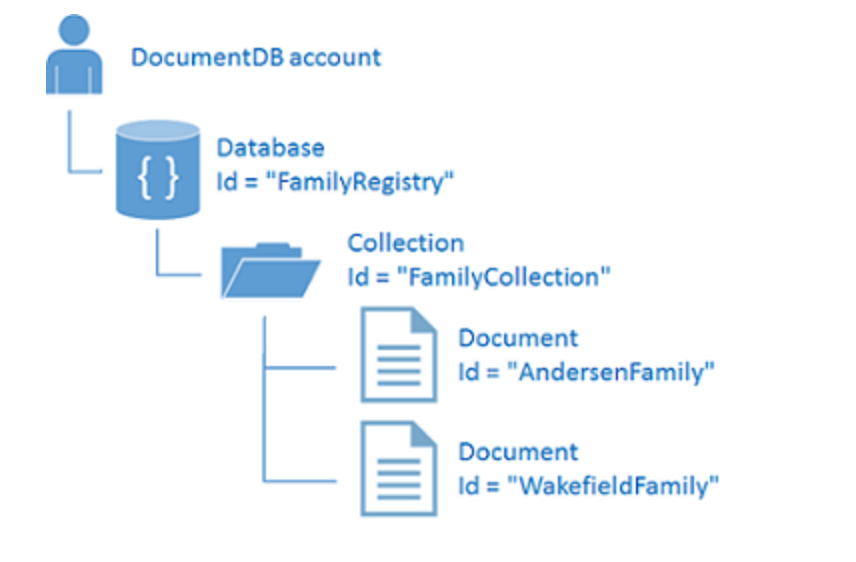 DocumentDB account
{ }
Database
Id = "FamilyRegistry"
Collection
Id = "FamilyCollection"
Document
Id = "AndersenFamily"
Document
Id = "WakefieldFamily"